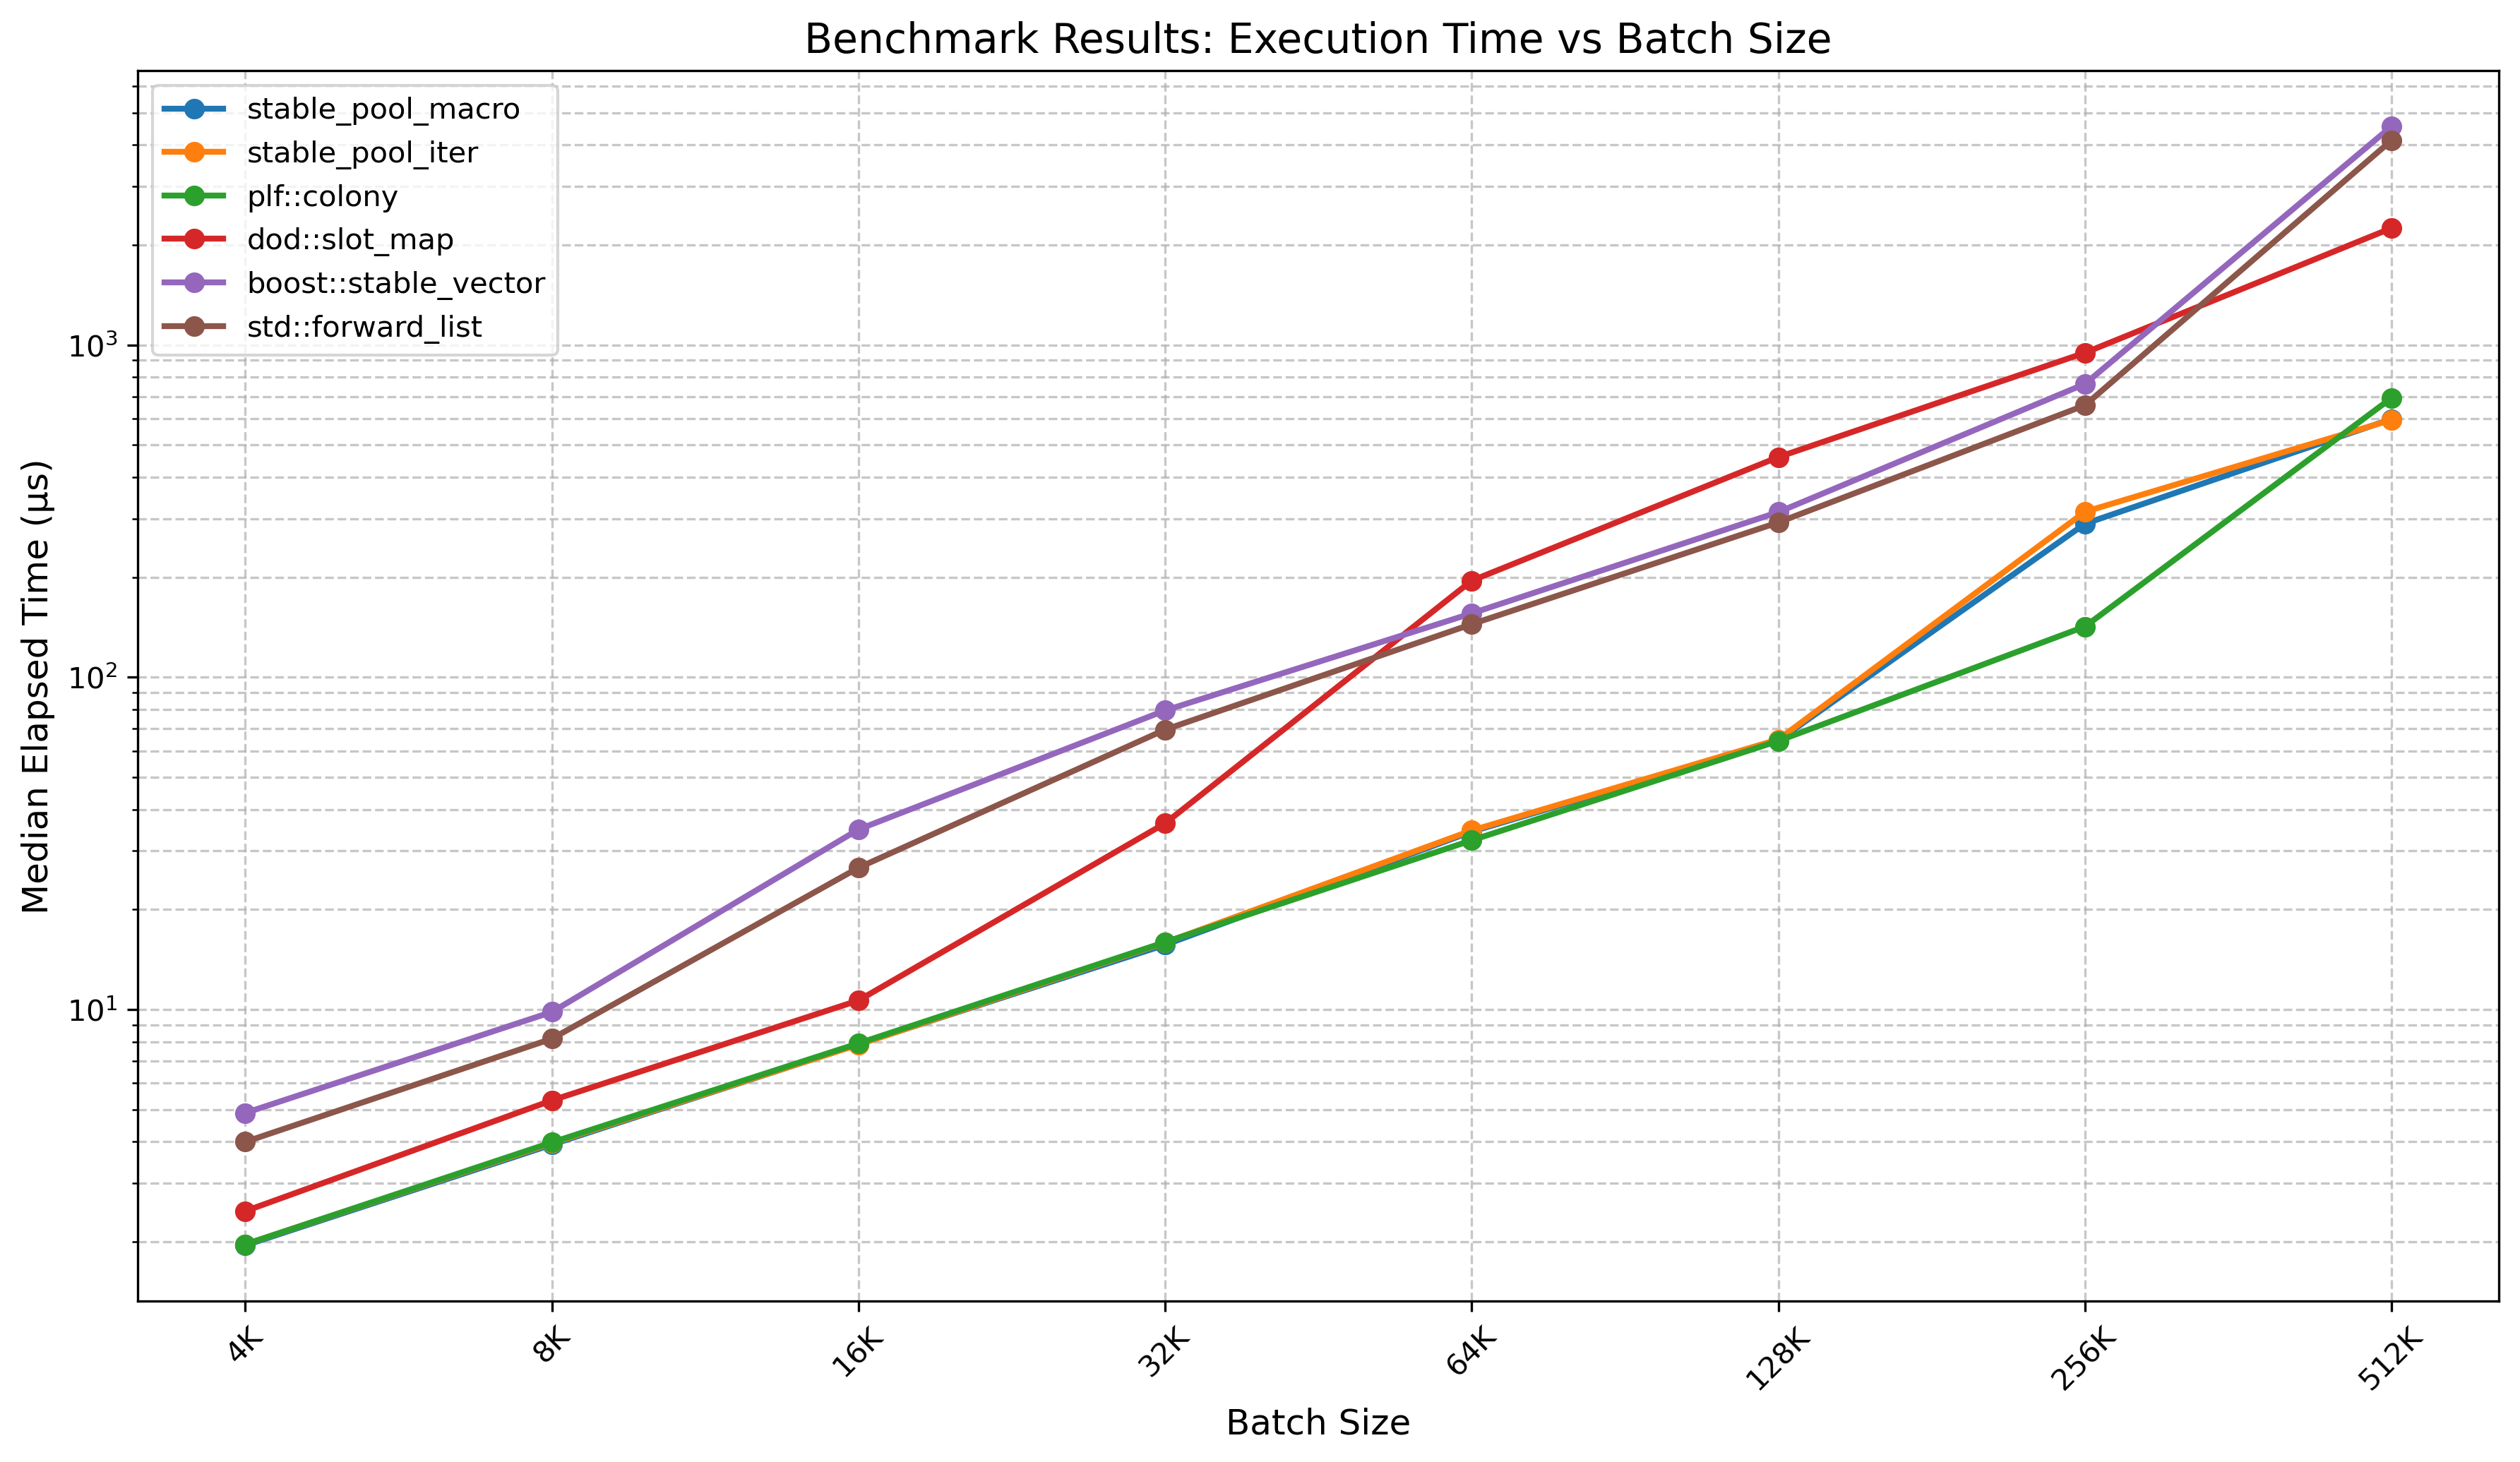 Benchmark Results: Execution Time vs Batch Size
stable_pool_macro
stable_pool_iter
plf::colony
dod::slot_map
boost::stable_vector
std::forward_list
Median Elapsed Time (µs)
10³
10²
10¹
4K
8K
16K
32K
64K
128K
256K
512K
Batch Size